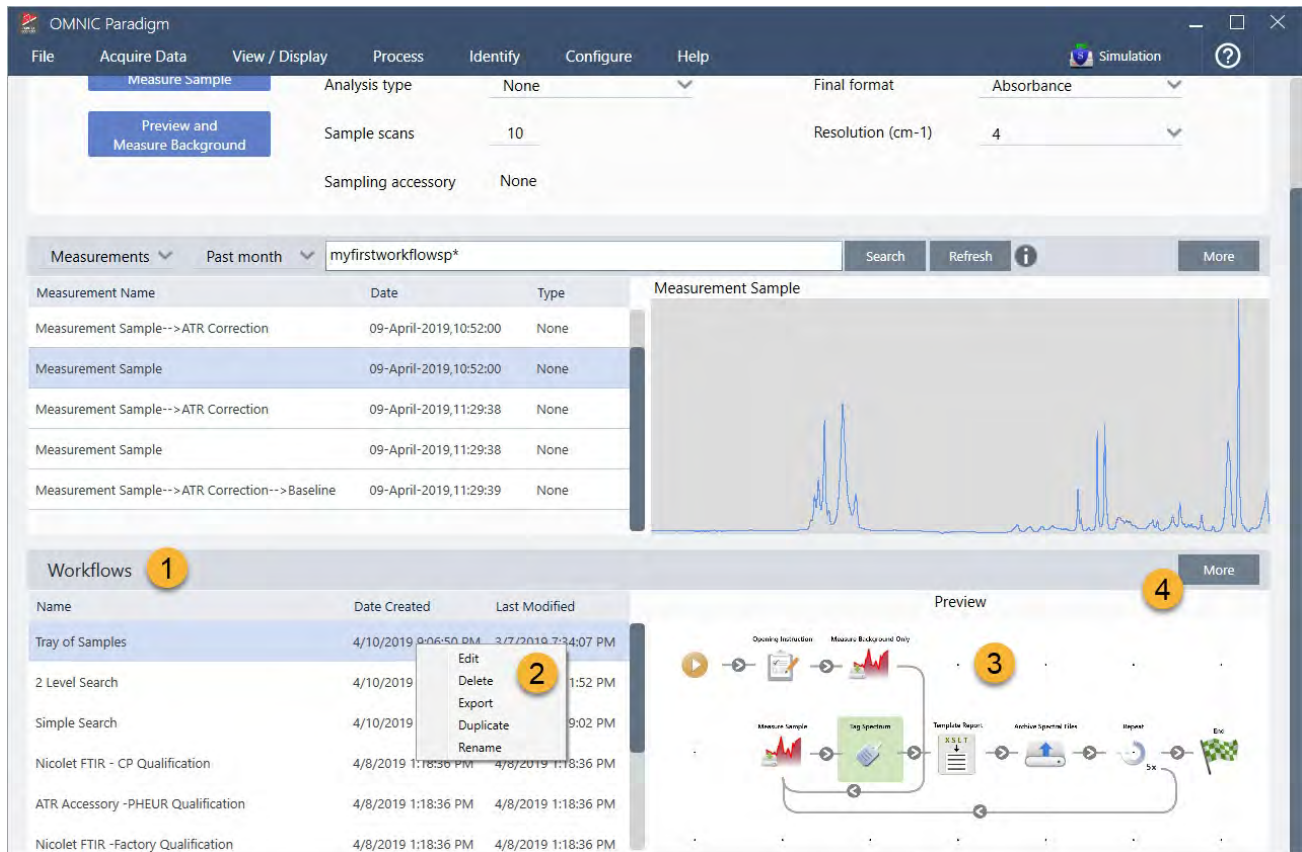 OMNIC Paradigm
File Acquire Data View / Display Process Identify Configure Help Simulation
Measure Sample Analysis type None Final format Absorbance
Preview and
Measure Background
Sample scans 10 Resolution (cm-1) 4
Sampling accessory None
Measurements Past month myfirstworkflowsp* Search Refresh More
Measurement Name Date Type
Measurement Sample
Measurement Sample-->ATR Correction 09-April-2019,10:52:00 None
Measurement Sample 09-April-2019,10:52:00 None
Measurement Sample-->ATR Correction 09-April-2019,11:29:38 None
Measurement Sample 09-April-2019,11:29:38 None
Measurement Sample-->ATR Correction-->Baseline 09-April-2019,11:29:39 None
Workflows 1 More
4
Name Date Created Last Modified
Preview
Tray of Samples 4/10/2019 9:06:50 PM 3/7/2019 7:34:07 PM
2 Level Search 4/10/2019 1:52 PM
Simple Search 4/10/2019 9:02 PM
Nicolet FTIR - CP Qualification 4/8/2019 1:18:36 PM 4/8/2019 1:18:36 PM
ATR Accessory -PHEUR Qualification 4/8/2019 1:18:36 PM 4/8/2019 1:18:36 PM
Nicolet FTIR -Factory Qualification 4/8/2019 1:18:36 PM 4/8/2019 1:18:36 PM
Edit
Delete
Export
Duplicate
Rename
2
Opening Instruction Measure Background Only
3
Measure Sample Tag Spectrum Template Report Archive Spectral Files Repeat End
XSLT
5x